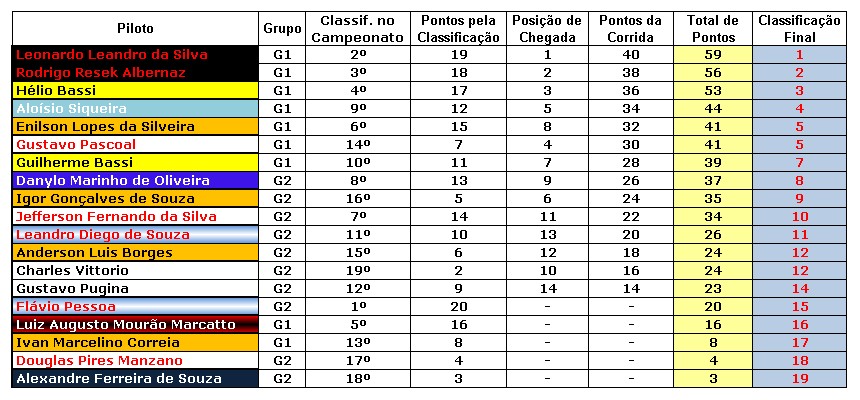 Piloto Grupo Classif. no Campeonato Pontos pela Classificação Posição de Chegada Pontos da Corrida Total de Pontos Classificação Final
Leonardo Leandro da Silva G1 2º 19 1 40 59 1
Rodrigo Resek Albernaz G1 3º 18 2 38 56 2
Hélio Bassi G1 4º 17 3 36 53 3
Aloísio Siqueira G1 9º 12 5 34 44 4
Enilson Lopes da Silveira G1 6º 15 8 32 41 5
Gustavo Pascoal G1 14º 7 4 30 41 5
Guilherme Bassi G1 10º 11 7 28 39 7
Danylo Marinho de Oliveira G2 8º 13 9 26 37 8
Igor Gonçalves de Souza G2 16º 5 6 24 35 9
Jefferson Fernando da Silva G2 7º 14 11 22 34 10
Leandro Diego de Souza G2 11º 10 13 20 26 11
Anderson Luis Borges G2 15º 6 12 18 24 12
Charles Vittorio G2 19º 2 10 16 24 12
Gustavo Pugina G2 12º 9 14 14 23 14
Flávio Pessoa G2 1º 20 - - 20 15
Luiz Augusto Mourão Marcatto G1 5º 16 - - 16 16
Ivan Marcelino Correia G1 13º 8 - - 8 17
Douglas Pires Manzano G2 17º 4 - - 4 18
Alexandre Ferreira de Souza G2 18º 3 - - 3 19